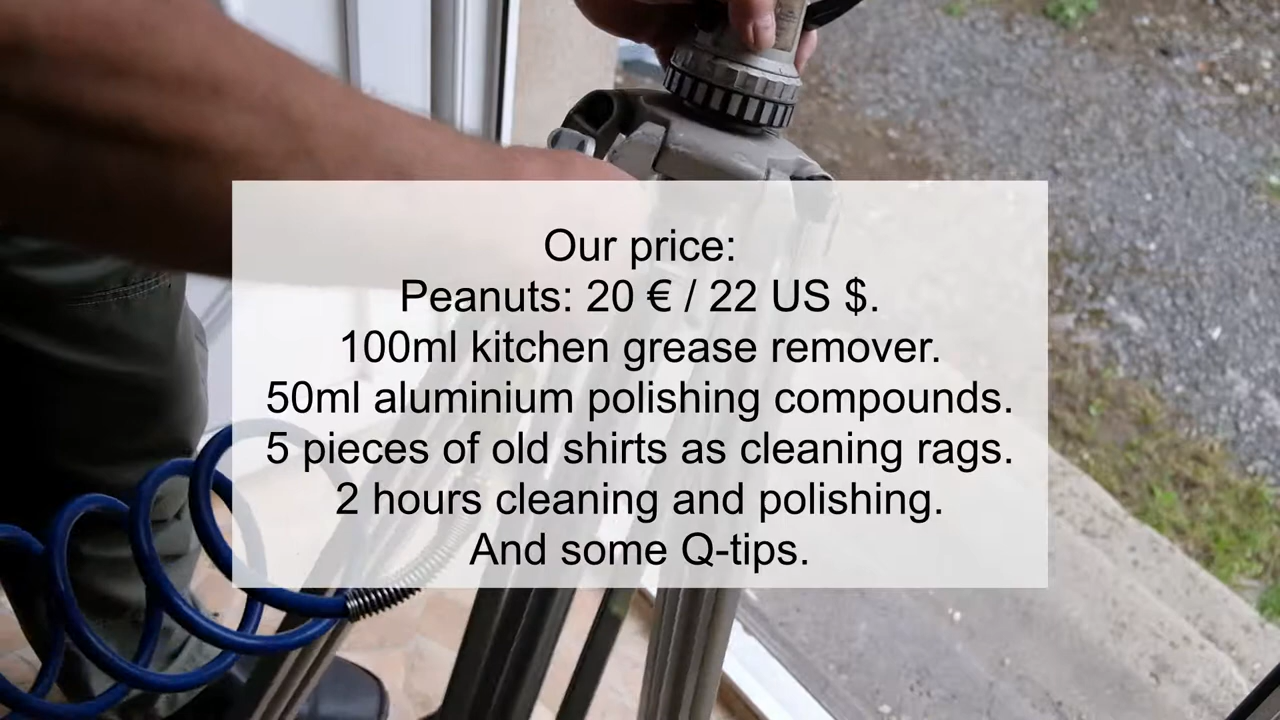 Our price:
Peanuts: 20 € / 22 US $.
100ml kitchen grease remover.
50ml aluminium polishing compounds.
5 pieces of old shirts as cleaning rags.
2 hours cleaning and polishing.
And some Q-tips.